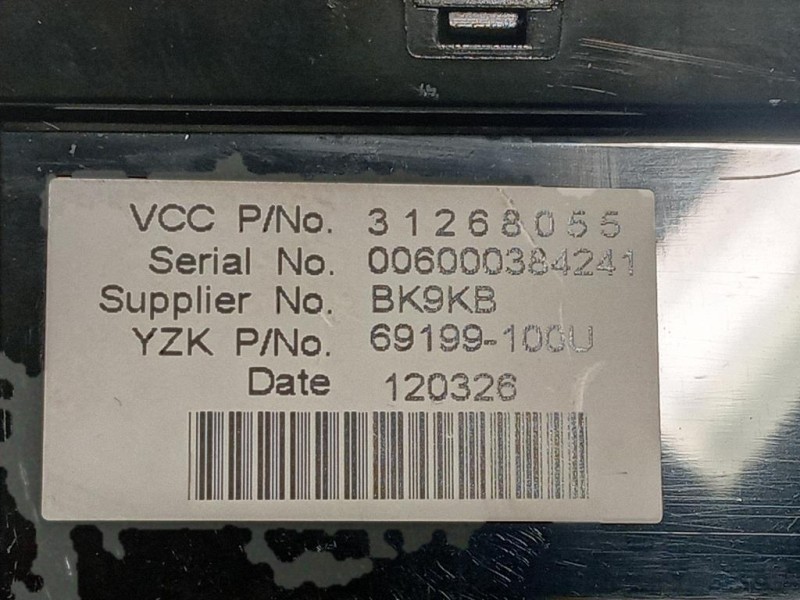 VCC P/No. 31268055
Serial No. 006000384241
Supplier No. BK9KB
YZK P/No. 69199-100U
Date 120326